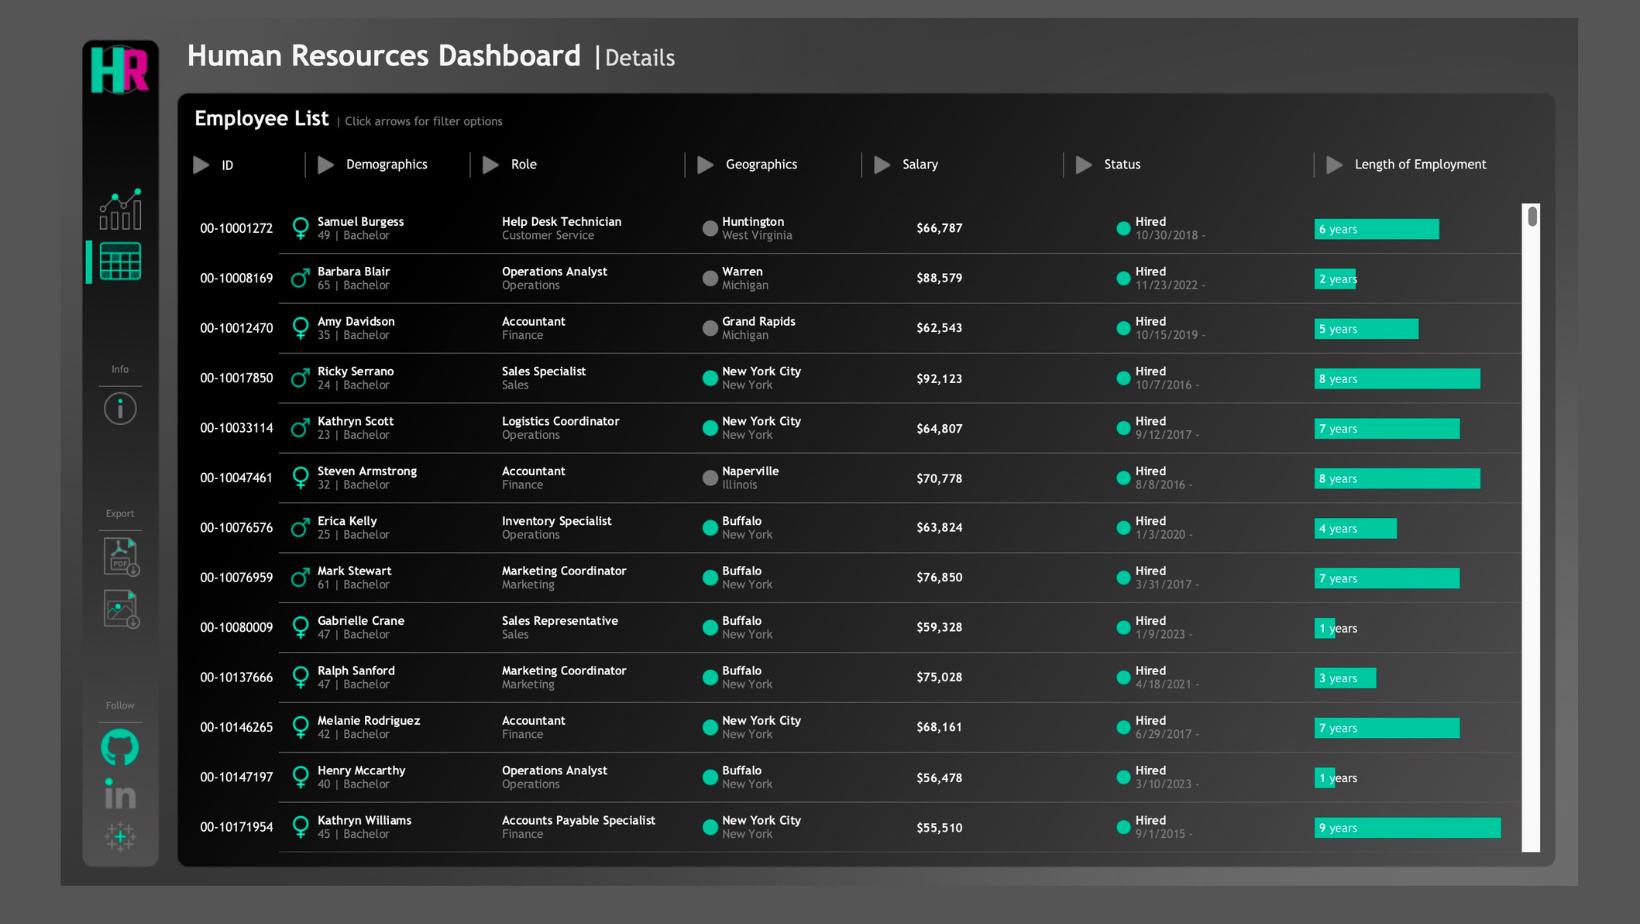 HR
Human Resources Dashboard | Details
Employee List | Click arrows for filter options
ID Demographics Role Geographics Salary Status Length of Employment
00-10001272 Samuel Burgess Help Desk Technician Huntington $66,787 Hired 6 years
49 | Bachelor Customer Service West Virginia 10/30/2018 -
00-10008169 Barbara Blair Operations Analyst Warren $88,579 Hired 2 years
65 | Bachelor Operations Michigan 11/23/2022 -
00-10012470 Amy Davidson Accountant Grand Rapids $62,543 Hired 5 years
35 | Bachelor Finance Michigan 10/15/2019 -
00-10017850 Ricky Serrano Sales Specialist New York City $92,123 Hired 8 years
24 | Bachelor Sales New York 10/7/2016 -
00-10033114 Kathryn Scott Logistics Coordinator New York City $64,807 Hired 7 years
23 | Bachelor Operations New York 9/12/2017 -
00-10047461 Steven Armstrong Accountant Naperville $70,778 Hired 8 years
32 | Bachelor Finance Illinois 8/8/2016 -
00-10076576 Erica Kelly Inventory Specialist Buffalo $63,824 Hired 4 years
25 | Bachelor Operations New York 1/3/2020 -
00-10076959 Mark Stewart Marketing Coordinator Buffalo $76,850 Hired 7 years
61 | Bachelor Marketing New York 3/31/2017 -
00-10080009 Gabrielle Crane Sales Representative Buffalo $59,328 Hired 1 years
47 | Bachelor Sales New York 1/9/2023 -
00-10137666 Ralph Sanford Marketing Coordinator Buffalo $75,028 Hired 3 years
47 | Bachelor Marketing New York 4/18/2021 -
00-10146265 Melanie Rodriguez Accountant New York City $68,161 Hired 7 years
42 | Bachelor Finance New York 6/29/2017 -
00-10147197 Henry Mccarthy Operations Analyst Buffalo $56,478 Hired 1 years
40 | Bachelor Operations New York 3/10/2023 -
00-10171954 Kathryn Williams Accounts Payable Specialist New York City $55,510 Hired 9 years
45 | Bachelor Finance New York 9/1/2015 -
Info
i
Export
PDF
Follow
in